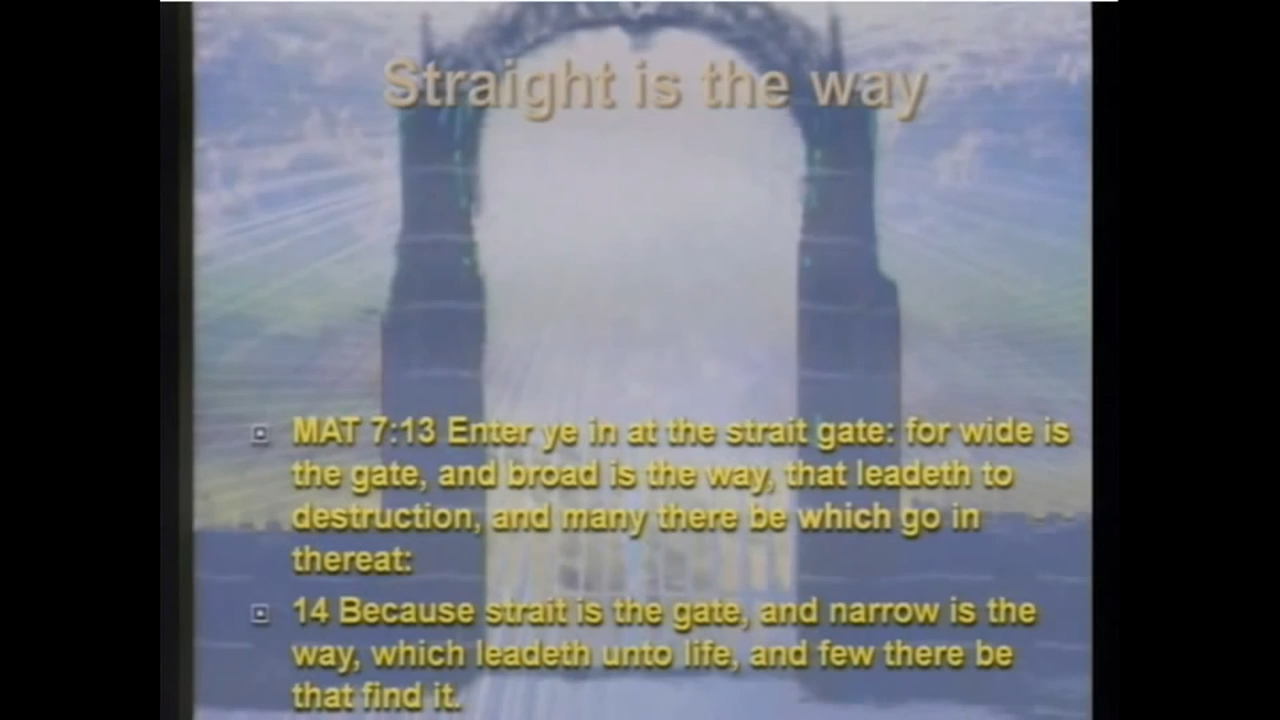 Straight is the way
MAT 7:13 Enter ye in at the strait gate: for wide is
the gate, and broad is the way, that leadeth to
destruction, and many there be which go in
thereat:
14 Because strait is the gate, and narrow is the
way, which leadeth unto life, and few there be
that find it.